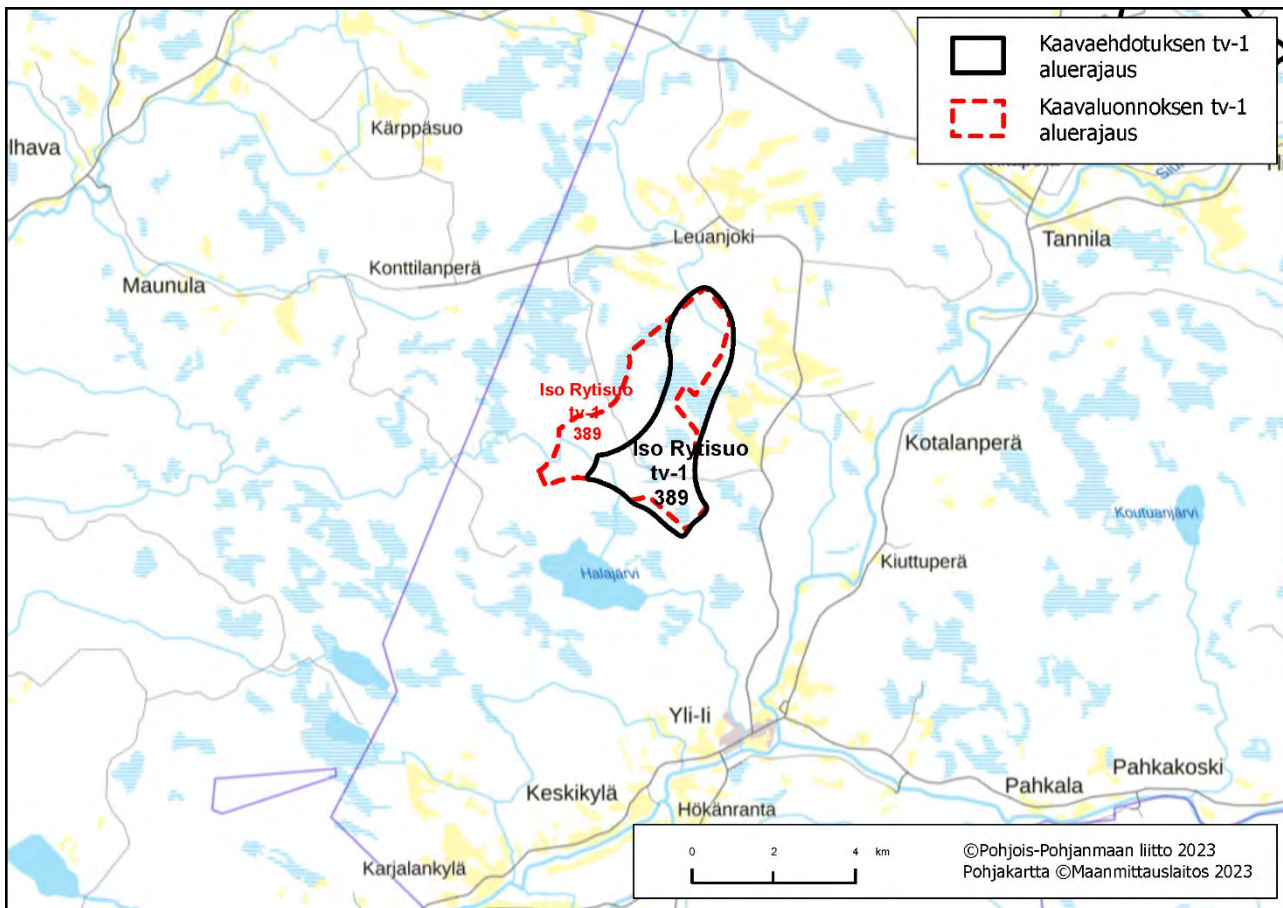 Kaavaehdotuksen tv-1
aluerajaus
Kaavaluonnoksen tv-1
aluerajaus
Kärppäsuo
lhava
Leuanjoki
Tannila
Konttilanperä
Maunula
Iso Rytisuo
tv-1
389
Iso Rytisuo
tv-1
389
Kotalanperä
Koutuanjärvi
Kiuttuperä
Halajärvi
Yli-Ii
Keskikylä
Hökänranta
Pahkala
Pahkakoski
Karjalankylä
0 2 4 km
©Pohjois-Pohjanmaan liitto 2023
Pohjakartta ©Maanmittauslaitos 2023